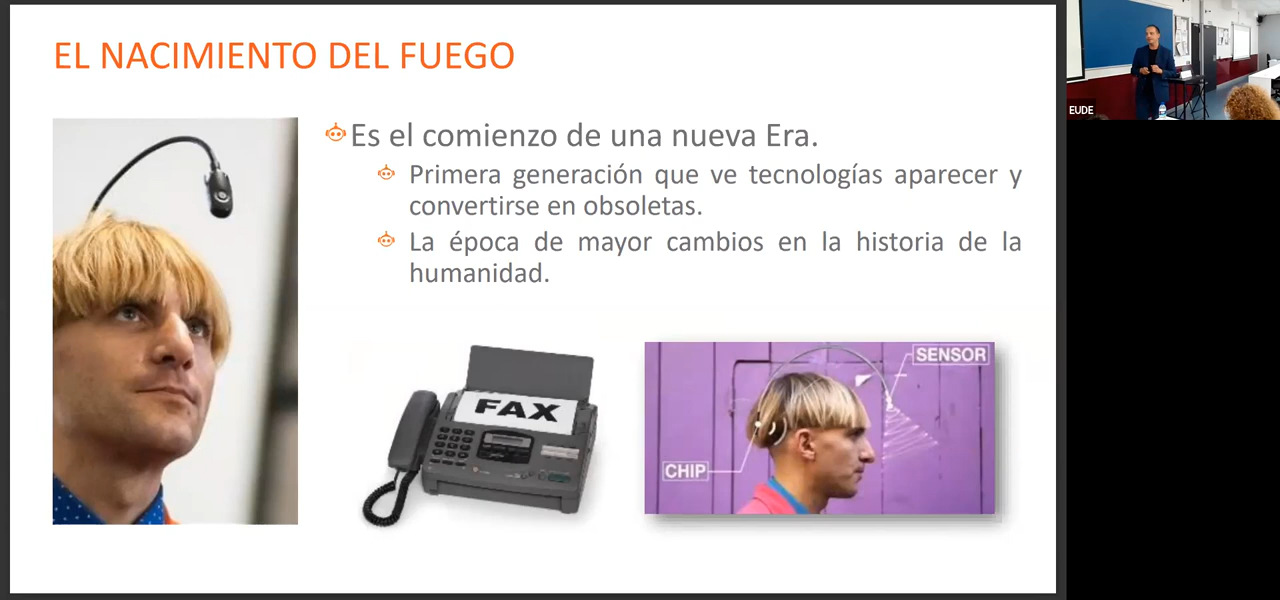 EL NACIMIENTO DEL FUEGO
Es el comienzo de una nueva Era.
Primera generación que ve tecnologías aparecer y
convertirse en obsoletas.
La época de mayor cambios en la historia de la
humanidad.
FAX
SENSOR
CHIP
EUDE